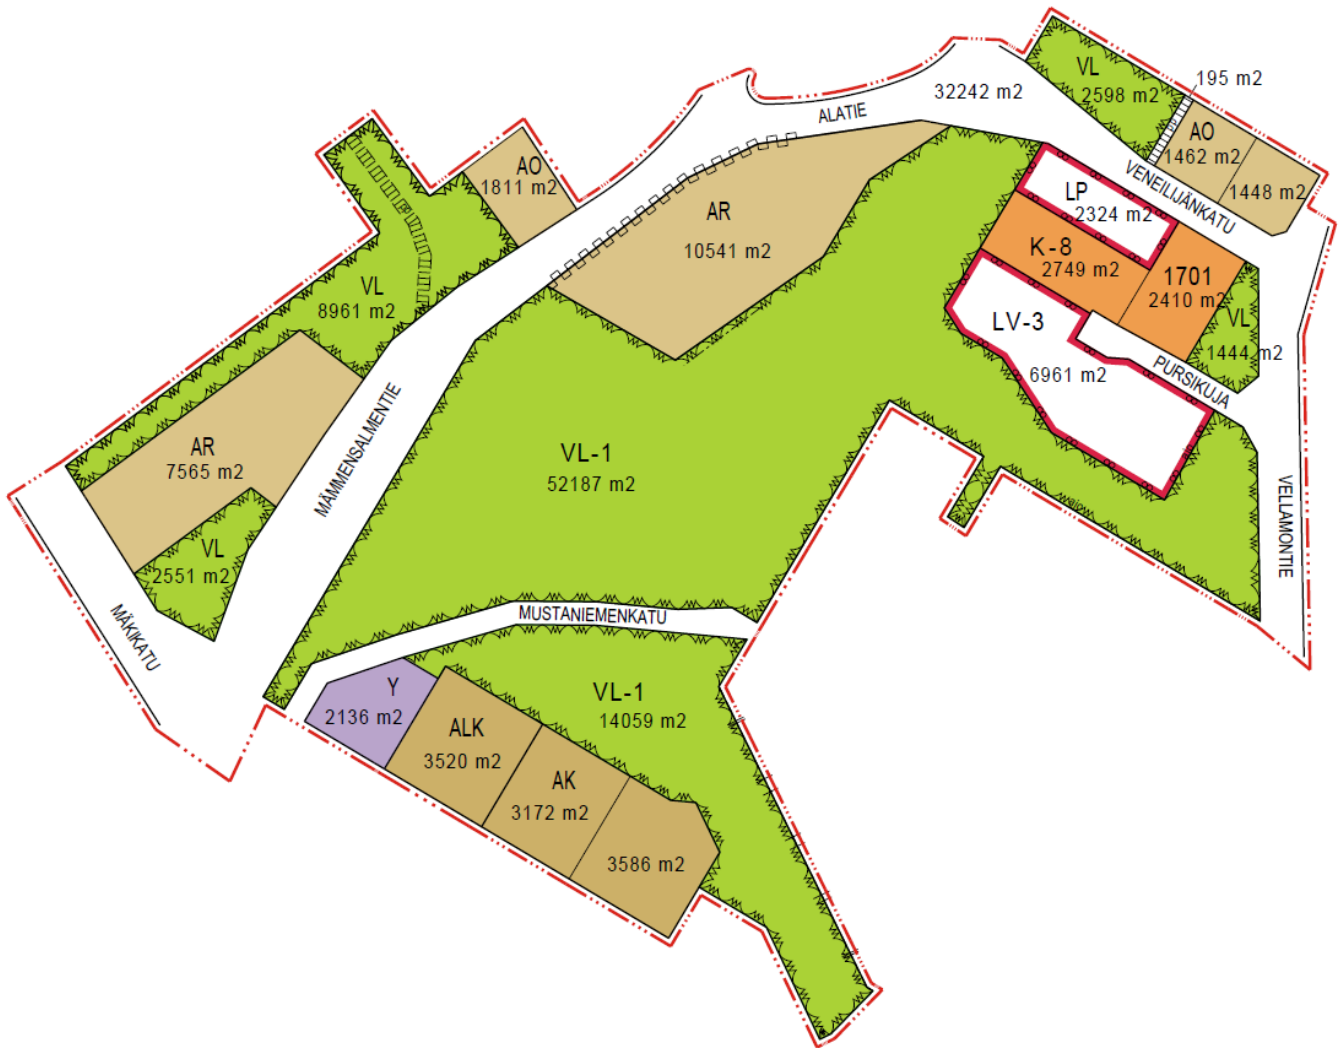 VL
2598 m2
195 m2
32242 m2
ALATIE
AO
1462 m2
1448 m2
VENEILIJÄNKATU
AO
1811 m2
LP
2324 m2
AR
10541 m2
K-8
2749 m2
1701
2410 m2
VL
8961 m2
LV-3
6961 m2
VL
1444 m2
PURSIKUJA
MÄMMENSALMENTIE
AR
7565 m2
VL-1
52187 m2
VELLAMONTIE
VL
2551 m2
MÄKIKATU
MUSTANIEMENKATU
Y
2136 m2
VL-1
14059 m2
ALK
3520 m2
AK
3172 m2
3586 m2